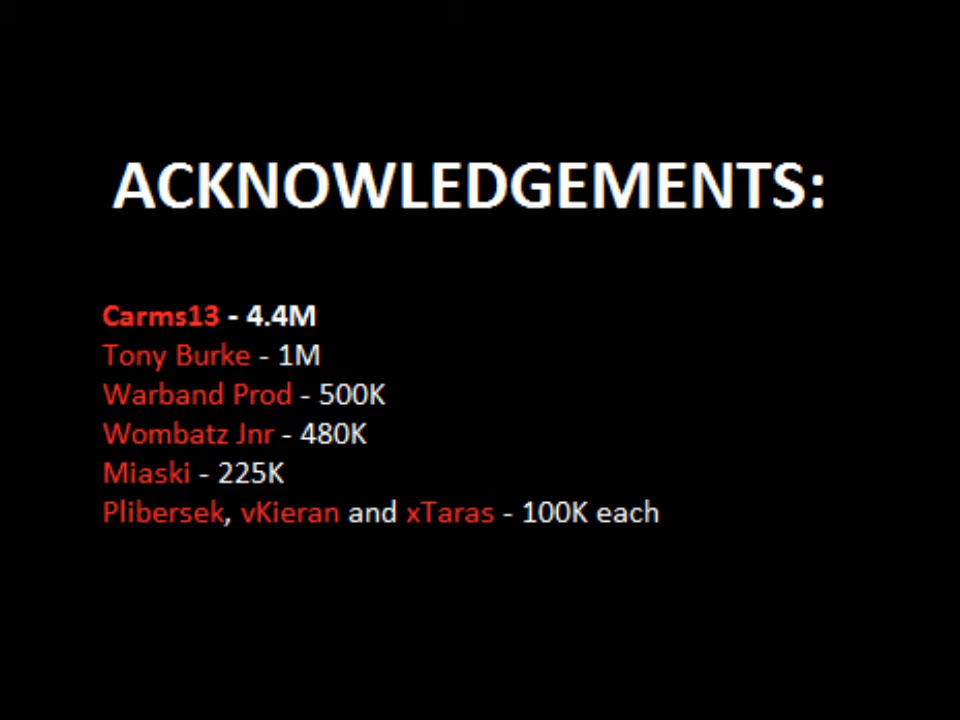 ACKNOWLEDGEMENTS:
Carms13 - 4.4M
Tony Burke - 1M
Warband Prod - 500K
Wombatz Jnr - 480K
Miaski - 225K
Plibersek, vKieran and xTaras - 100K each